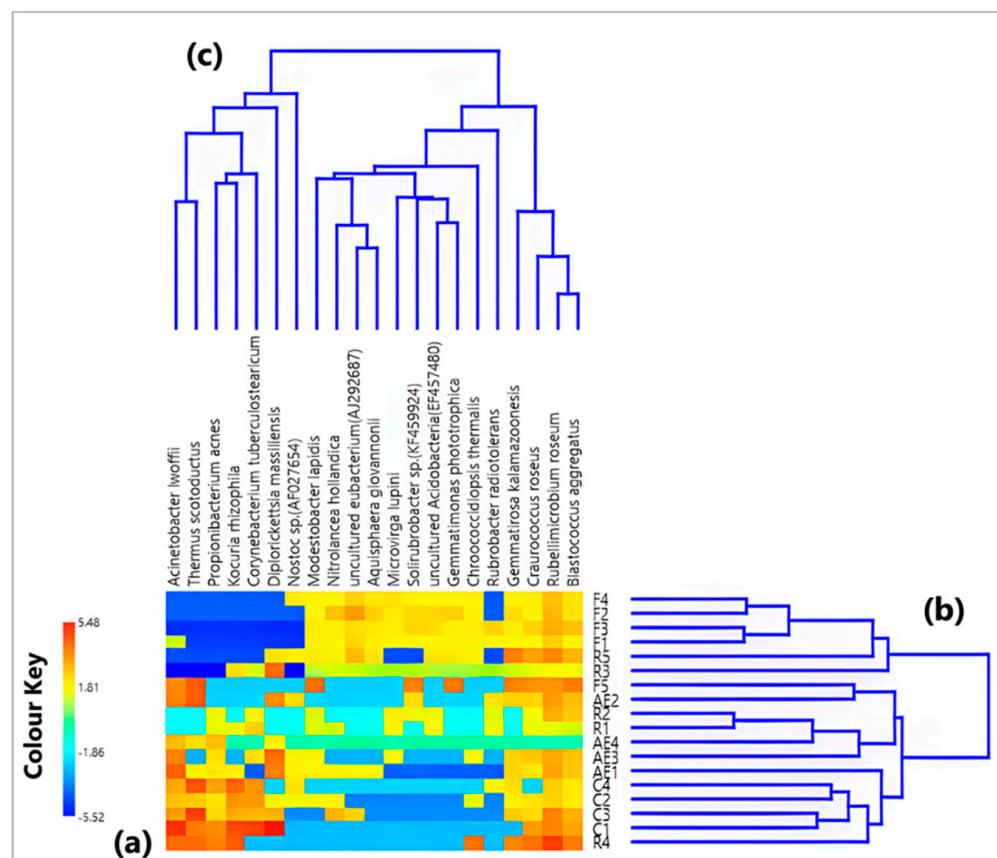 (c)
Acinetobacter lwoffii
Thermus scotoductus
Propionibacterium acnes
Kocuria rhizophila
Corynebacterium tuberculostearicum
Diplorickettsia massiliensis
Nostoc sp.(AF027654)
Modestobacter lapidis
Nitrolancea hollandica
uncultured eubacterium(AJ292687)
Aquisphaera giovannonii
Microvirga lupini
Solirubrobacter sp.(KF459924)
uncultured Acidobacteria(EF457480)
Gemmatimonas phototrophica
Chrooccidiopsis thermalis
Rubrobacter radiotolerans
Gemmatirosa kalamazoonesis
Craurococcus roseus
Rubellimicrobium roseum
Blastococcus aggregatus
Colour Key
5.48
1.81
-1.86
-5.52
F4
F2
F3
F1
R5
R3
F5
AE2
R2
R1
AE4
AE3
AE1
C4
C2
C3
C1
R4
(b)
(a)